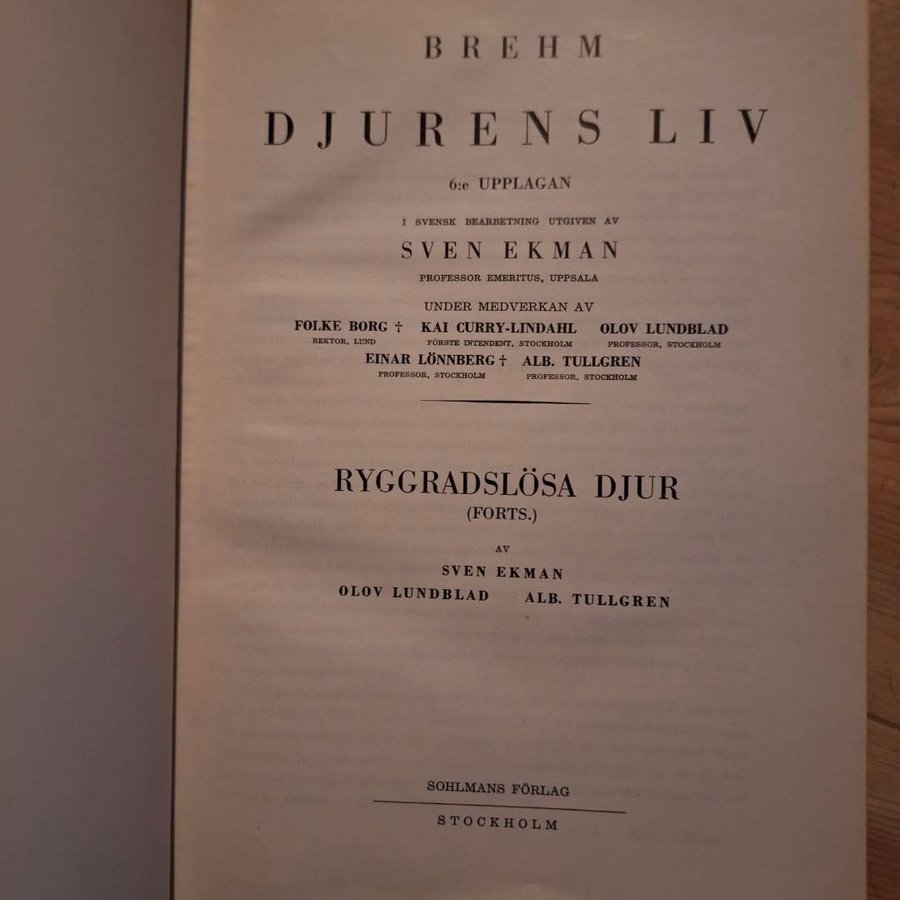 BREHM
DJURENS LIV
6:e UPPLAGAN
I SVENSK BEARBETNING UTGIVEN AV
SVEN EKMAN
PROFESSOR EMERITUS, UPPSALA
UNDER MEDVERKAN AV
FOLKE BORG † KAI CURRY-LINDAHL OLOV LUNDBLAD
REKTOR, LUND FÖRSTE INTENDENT, STOCKHOLM PROFESSOR, STOCKHOLM
EINAR LÖNNBERG † ALB. TULLGREN
PROFESSOR, STOCKHOLM PROFESSOR, STOCKHOLM
RYGGRADSLÖSA DJUR
(FORTS.)
AV
SVEN EKMAN
OLOV LUNDBLAD ALB. TULLGREN
SOHLMANS FÖRLAG
STOCKHOLM